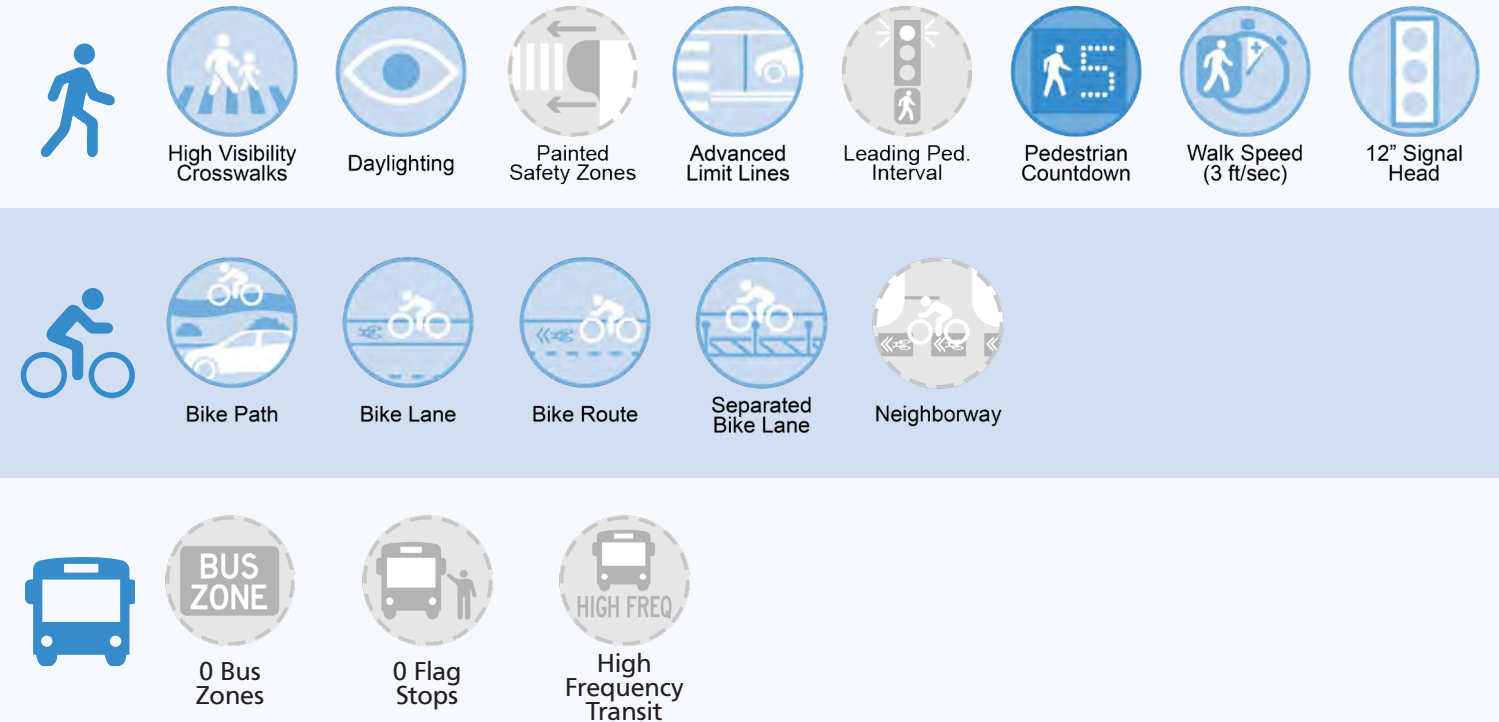 5
High Visibility
Crosswalks
Daylighting
Painted
Safety Zones
Advanced
Limit Lines
Leading Ped.
Interval
Pedestrian
Countdown
Walk Speed
(3 ft/sec)
12” Signal
Head
Bike Path
Bike Lane
Bike Route
Separated
Bike Lane
Neighborway
BUS
ZONE
HIGH FREQ
0 Bus
Zones
0 Flag
Stops
High
Frequency
Transit